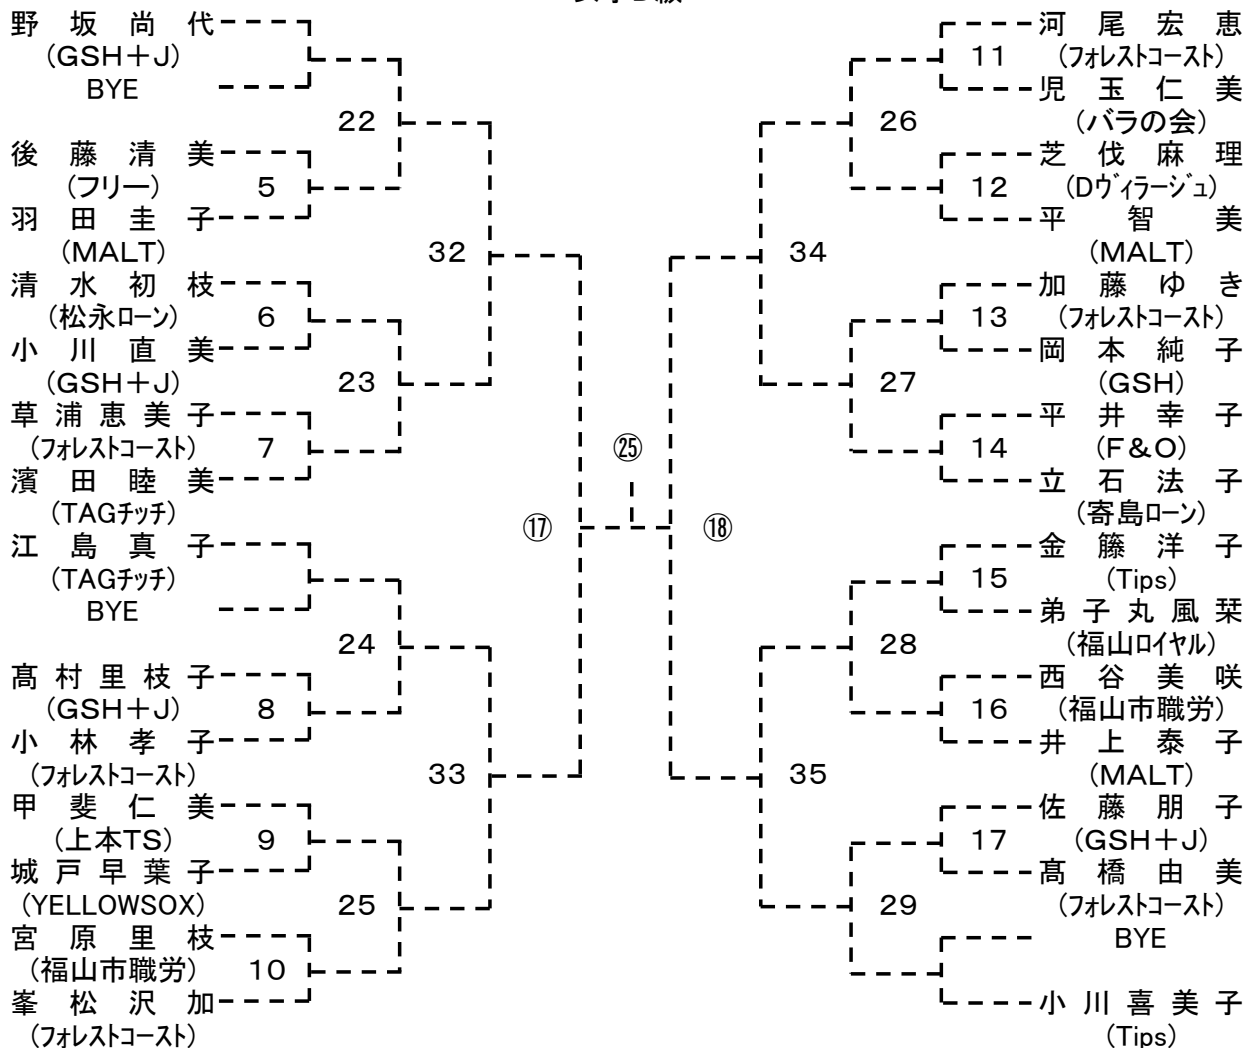 野坂尚代
(GSH+J)
BYE
22
後藤清美
(フリー)
5
羽田圭子
(MALT)
32
清水初枝
(松永ローン)
6
小川直美
(GSH+J)
23
草浦恵美子
(フォレストコースト)
7
濱田睦美
(TAGチッチ)
⑰
江島真子
(TAGチッチ)
BYE
24
髙村里枝子
(GSH+J)
8
小林孝子
(フォレストコースト)
33
甲斐仁美
(上本TS)
9
城戸早葉子
(YELLOWSOX)
25
宮原里枝
(福山市職労)
10
峯松沢加
(フォレストコースト)
㉕
河尾宏恵
11
(フォレストコースト)
児玉仁美
26
(バラの会)
芝伐麻理
12
(Dヴィラージュ)
平智美
(MALT)
34
加藤ゆき
13
(フォレストコースト)
岡本純子
(GSH)
27
平井幸子
14
(F&O)
立石法子
(寄島ローン)
⑱
金籐洋子
15
(Tips)
弟子丸風栞
(福山ロイヤル)
28
西谷美咲
16
(福山市職労)
井上泰子
(MALT)
35
佐藤朋子
17
(GSH+J)
髙橋由美
(フォレストコースト)
29
BYE
小川喜美子
(Tips)